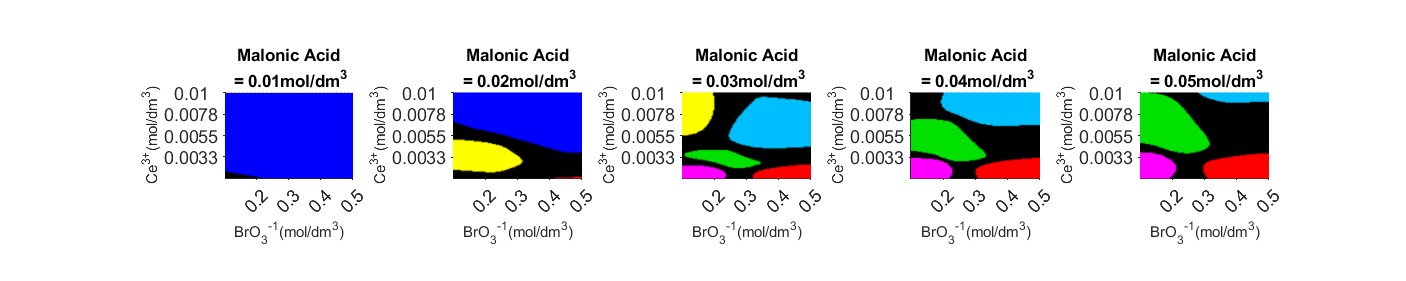 Malonic Acid
= 0.01mol/dm³
Ce³⁺ (mol/dm³)
0.01
0.0078
0.0055
0.0033
0.2
0.3
0.4
0.5
BrO₃⁻¹(mol/dm³)
Malonic Acid
= 0.02mol/dm³
Ce³⁺ (mol/dm³)
0.01
0.0078
0.0055
0.0033
0.2
0.3
0.4
0.5
BrO₃⁻¹(mol/dm³)
Malonic Acid
= 0.03mol/dm³
Ce³⁺ (mol/dm³)
0.01
0.0078
0.0055
0.0033
0.2
0.3
0.4
0.5
BrO₃⁻¹(mol/dm³)
Malonic Acid
= 0.04mol/dm³
Ce³⁺ (mol/dm³)
0.01
0.0078
0.0055
0.0033
0.2
0.3
0.4
0.5
BrO₃⁻¹(mol/dm³)
Malonic Acid
= 0.05mol/dm³
Ce³⁺ (mol/dm³)
0.01
0.0078
0.0055
0.0033
0.2
0.3
0.4
0.5
BrO₃⁻¹(mol/dm³)